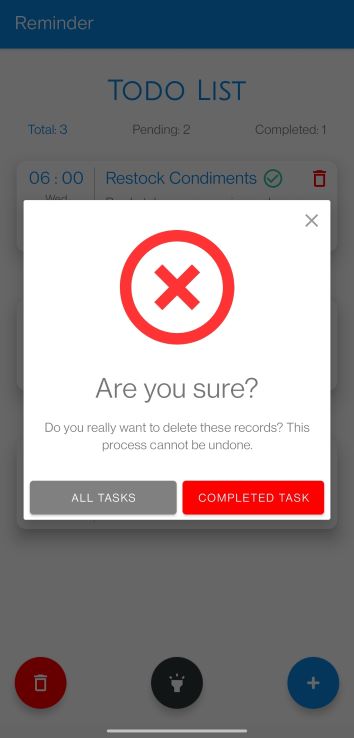 Reminder
Todo List
Total: 3 Pending: 2 Completed: 1
06 : 00 Restock Condiments
Wed
Are you sure?
Do you really want to delete these records? This
process cannot be undone.
ALL TASKS COMPLETED TASK